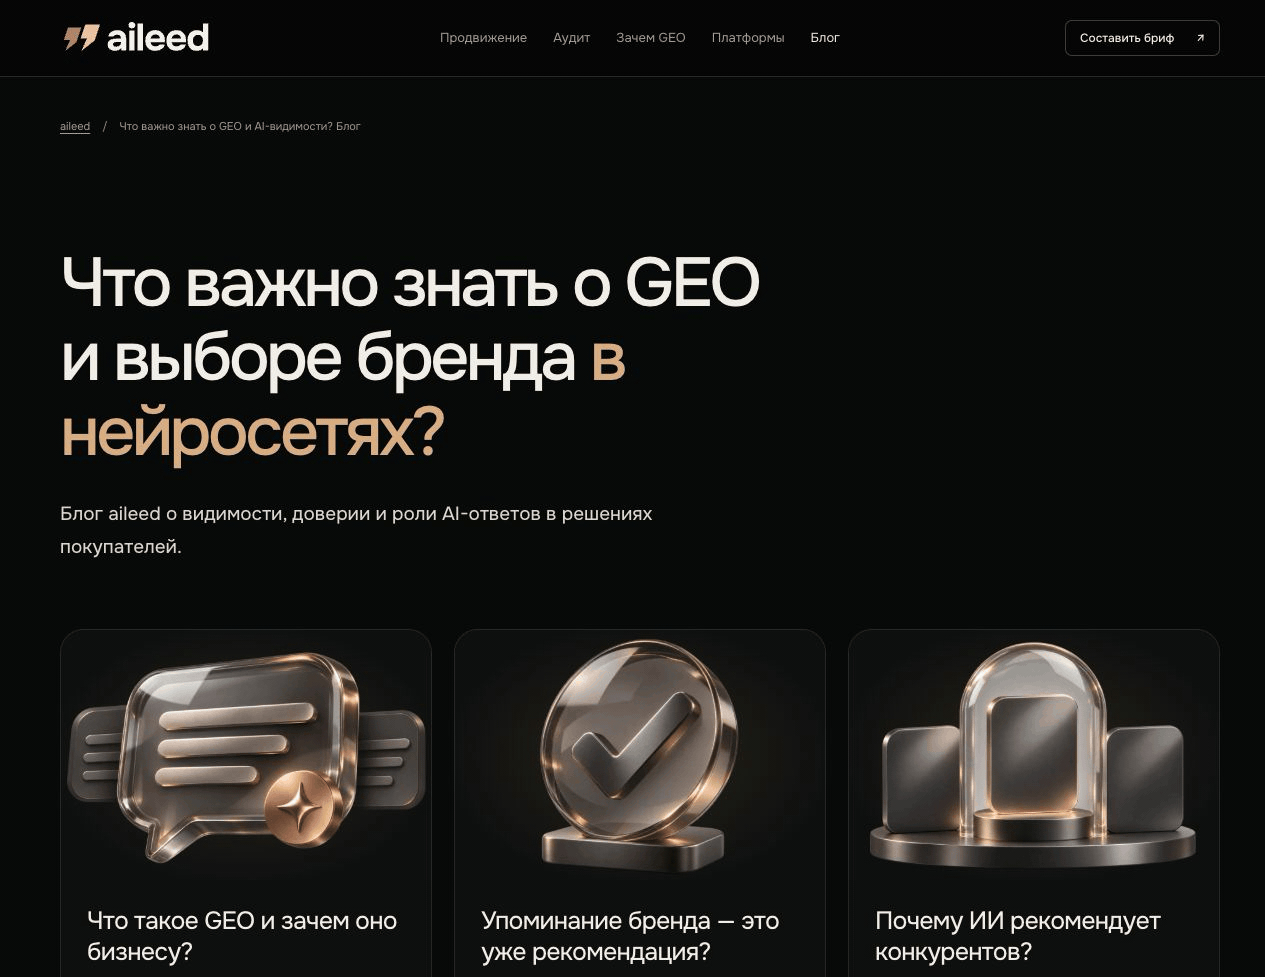 aileed
Продвижение
Аудит
Зачем GEO
Платформы
Блог
Составить бриф
aileed / Что важно знать о GEO и AI-видимости? Блог
Что важно знать о GEO
и выборе бренда в
нейросетях?
Блог aileed о видимости, доверии и роли AI-ответов в решениях
покупателей.
Что такое GEO и зачем оно
бизнесу?
Упоминание бренда — это
уже рекомендация?
Почему ИИ рекомендует
конкурентов?